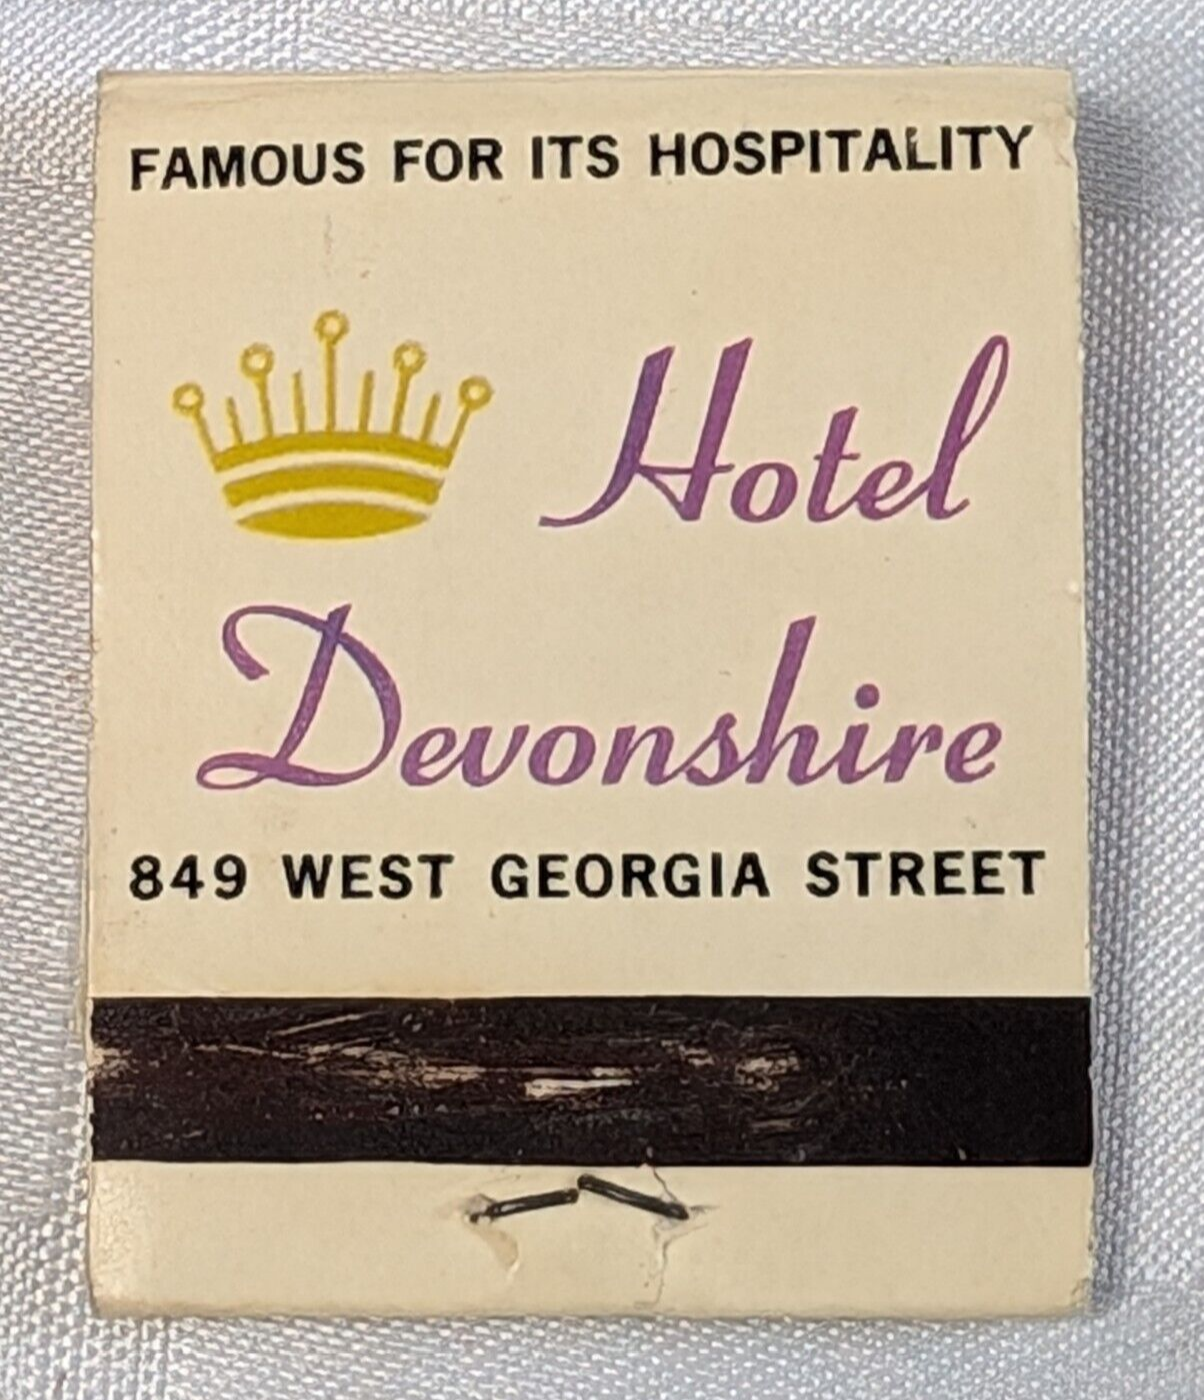 FAMOUS FOR ITS HOSPITALITY
Hotel
Devonshire
849 WEST GEORGIA STREET